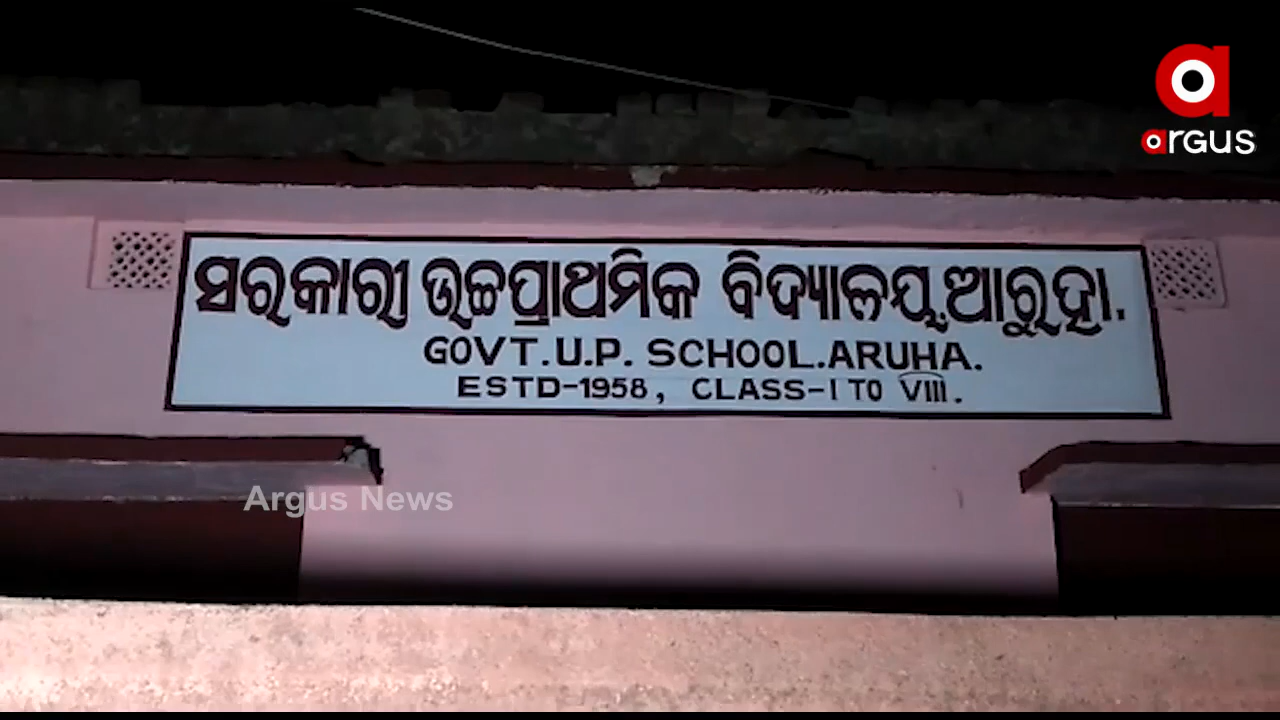 argus
ସରକାରୀ ଉଚ୍ଚପ୍ରାଥମିକ ବିଦ୍ୟାଳୟ,ଆରୁହା.
GOVT.U.P. SCHOOL.ARUHA.
ESTD-1958, CLASS-I TO VIII.
Argus News